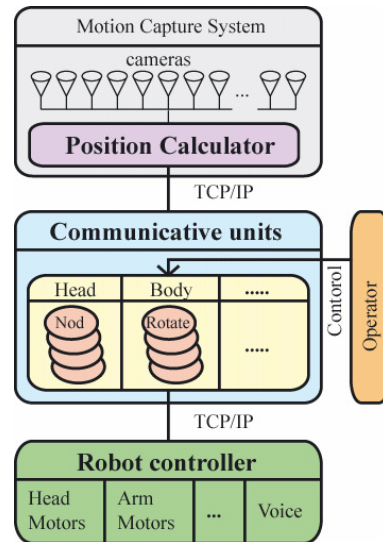 Motion Capture System
cameras
...
Position Calculator
TCP/IP
Communicative units
Head Body .....
Nod Rotate
.....
Contorol
Operator
TCP/IP
Robot controller
Head Motors
Arm Motors
...
Voice